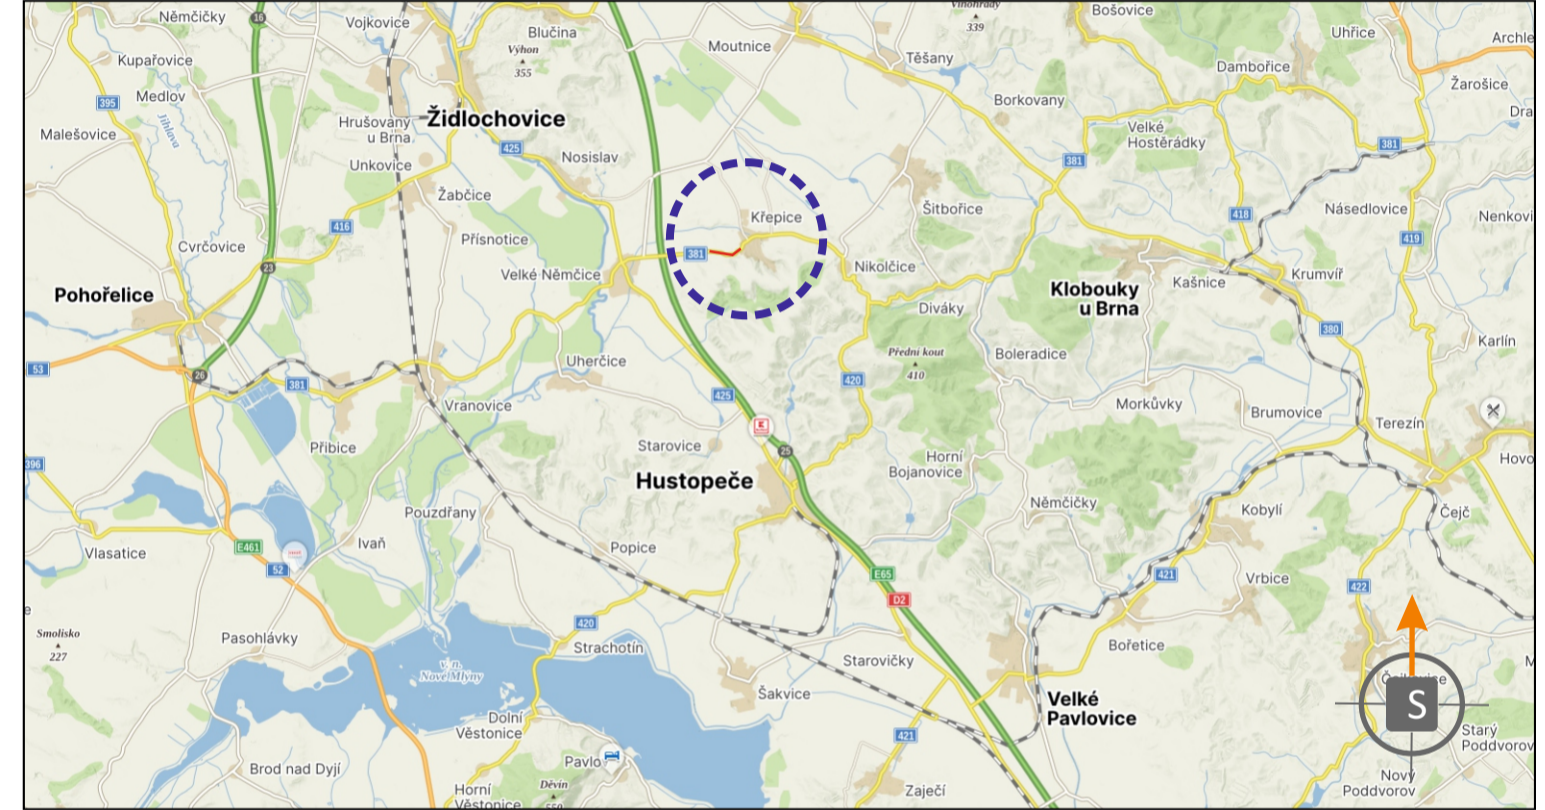 Němčičky
16
Vojkovice
Blučina
Vinohrady
339
Bošovice
Uhřice
Archle
Kupařovice
Výhon
355
Moutnice
Těšany
Dambořice
Žarošice
395
Medlov
Jihlava
Borkovany
Dra
Malešovice
Hrušovany
u Brna
Židlochovice
425
Nosislav
Velké
Hostěrádky
381
381
Unkovice
Žabčice
Křepice
Šitbořice
418
Násedlovice
Nenkovi
416
Cvrčovice
Přísnotice
419
23
Velké Němčice
381
Nikolčice
Krumvíř
Kašnice
Pohořelice
Klobouky
u Brna
Diváky
380
Karlín
53
Uherčice
Přední kout
410
Boleradice
26
381
425
420
Vranovice
Morkůvky
Brumovice
Terezín
Přibice
Starovice
25
Horní
Bojanovice
Hovo
396
Hustopeče
Pouzdřany
Němčičky
Kobylí
Čejč
Vlasatice
E461
52
Ivaň
Popice
E65
D2
421
Vrbice
422
e
Smolisko
227
Pasohlávky
420
Strachotín
v. n.
Nové Mlýny
Starovičky
Bořetice
M
Šakvice
Velké
Pavlovice
S
Dolní
Věstonice
421
Starý
Poddvorov
Brod nad Dyjí
Pavlo
Děvín
Horní
Věstonice
Zaječí
Nový
Poddvorov